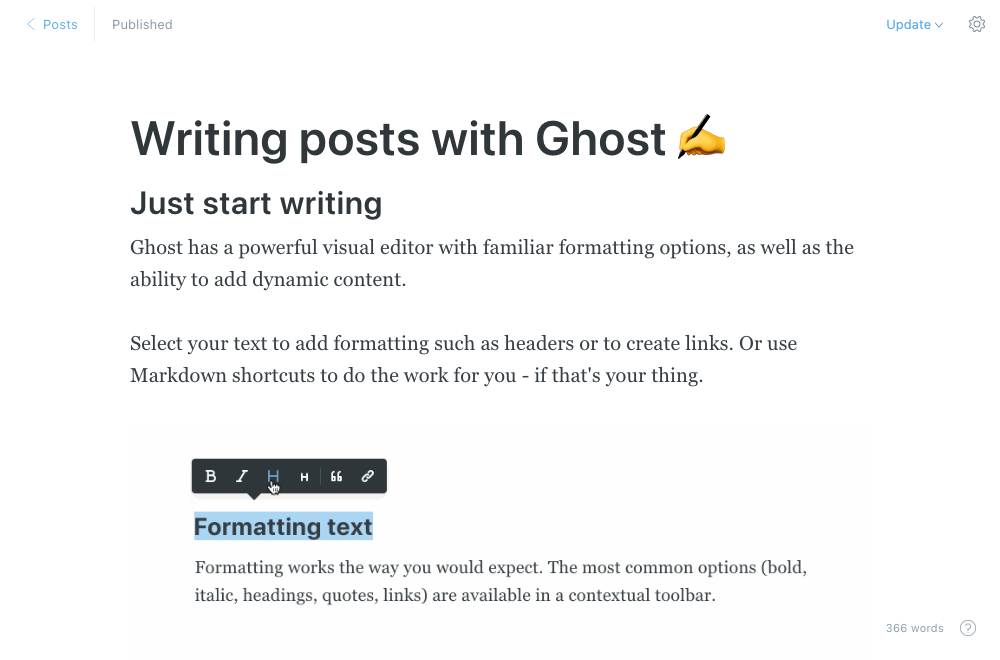 Posts
Published
Update
Writing posts with Ghost ✍️
Just start writing
Ghost has a powerful visual editor with familiar formatting options, as well as the
ability to add dynamic content.
Select your text to add formatting such as headers or to create links. Or use
Markdown shortcuts to do the work for you - if that's your thing.
B I H H “ 
Formatting text
Formatting works the way you would expect. The most common options (bold,
italic, headings, quotes, links) are available in a contextual toolbar.
366 words ?